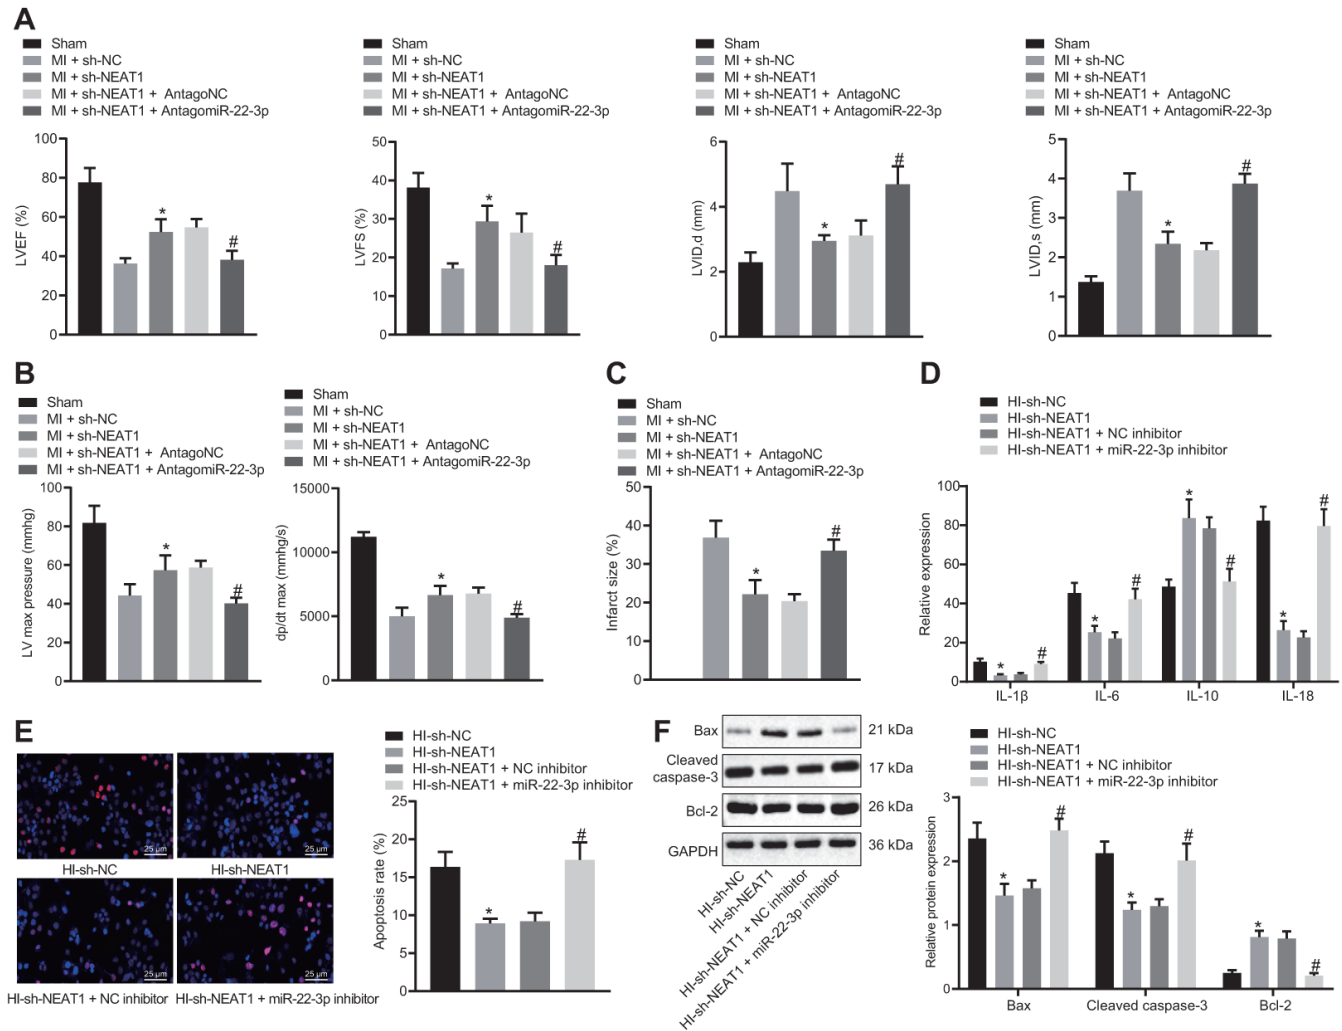 A
Sham
MI + sh-NC
MI + sh-NEAT1
MI + sh-NEAT1 + AntagoNC
MI + sh-NEAT1 + AntagomiR-22-3p
100
80
60
40
20
0
LVEF (%)
*
#
Sham
MI + sh-NC
MI + sh-NEAT1
MI + sh-NEAT1 + AntagoNC
MI + sh-NEAT1 + AntagomiR-22-3p
50
40
30
20
10
0
LVFS (%)
*
#
Sham
MI + sh-NC
MI + sh-NEAT1
MI + sh-NEAT1 + AntagoNC
MI + sh-NEAT1 + AntagomiR-22-3p
6
4
2
0
LVID,d (mm)
*
#
Sham
MI + sh-NC
MI + sh-NEAT1
MI + sh-NEAT1 + AntagoNC
MI + sh-NEAT1 + AntagomiR-22-3p
5
4
3
2
1
0
LVID,s (mm)
*
#
B
Sham
MI + sh-NC
MI + sh-NEAT1
MI + sh-NEAT1 + AntagoNC
MI + sh-NEAT1 + AntagomiR-22-3p
100
80
60
40
20
0
LV max pressure (mmhg)
*
#
Sham
MI + sh-NC
MI + sh-NEAT1
MI + sh-NEAT1 + AntagoNC
MI + sh-NEAT1 + AntagomiR-22-3p
15000
10000
5000
0
dp/dt max (mmhg/s)
*
#
C
Sham
MI + sh-NC
MI + sh-NEAT1
MI + sh-NEAT1 + AntagoNC
MI + sh-NEAT1 + AntagomiR-22-3p
50
40
30
20
10
0
Infarct size (%)
*
#
D
HI-sh-NC
HI-sh-NEAT1
HI-sh-NEAT1 + NC inhibitor
HI-sh-NEAT1 + miR-22-3p inhibitor
100
80
60
40
20
0
Relative expression
*
#
*
#
*
#
*
#
IL-1β
IL-6
IL-10
IL-18
E
25 µm
25 µm
HI-sh-NC
HI-sh-NEAT1
25 µm
25 µm
HI-sh-NEAT1 + NC inhibitor
HI-sh-NEAT1 + miR-22-3p inhibitor
HI-sh-NC
HI-sh-NEAT1
HI-sh-NEAT1 + NC inhibitor
HI-sh-NEAT1 + miR-22-3p inhibitor
25
20
15
10
5
0
Apoptosis rate (%)
*
#
F
Bax
21 kDa
Cleaved
caspase-3
17 kDa
Bcl-2
26 kDa
GAPDH
36 kDa
HI-sh-NC
HI-sh-NEAT1
HI-sh-NEAT1 + NC inhibitor
HI-sh-NEAT1 + miR-22-3p inhibitor
HI-sh-NC
HI-sh-NEAT1
HI-sh-NEAT1 + NC inhibitor
HI-sh-NEAT1 + miR-22-3p inhibitor
3
2
1
0
Relative protein expression
*
#
*
#
*
#
Bax
Cleaved caspase-3
Bcl-2